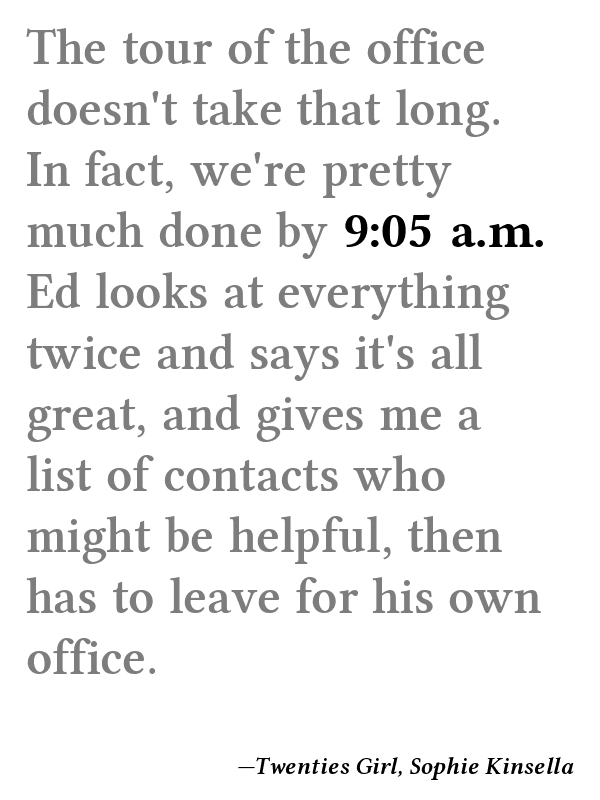 The tour of the office
doesn't take that long.
In fact, we're pretty
much done by 9:05 a.m.
Ed looks at everything
twice and says it's all
great, and gives me a
list of contacts who
might be helpful, then
has to leave for his own
office.
—Twenties Girl, Sophie Kinsella